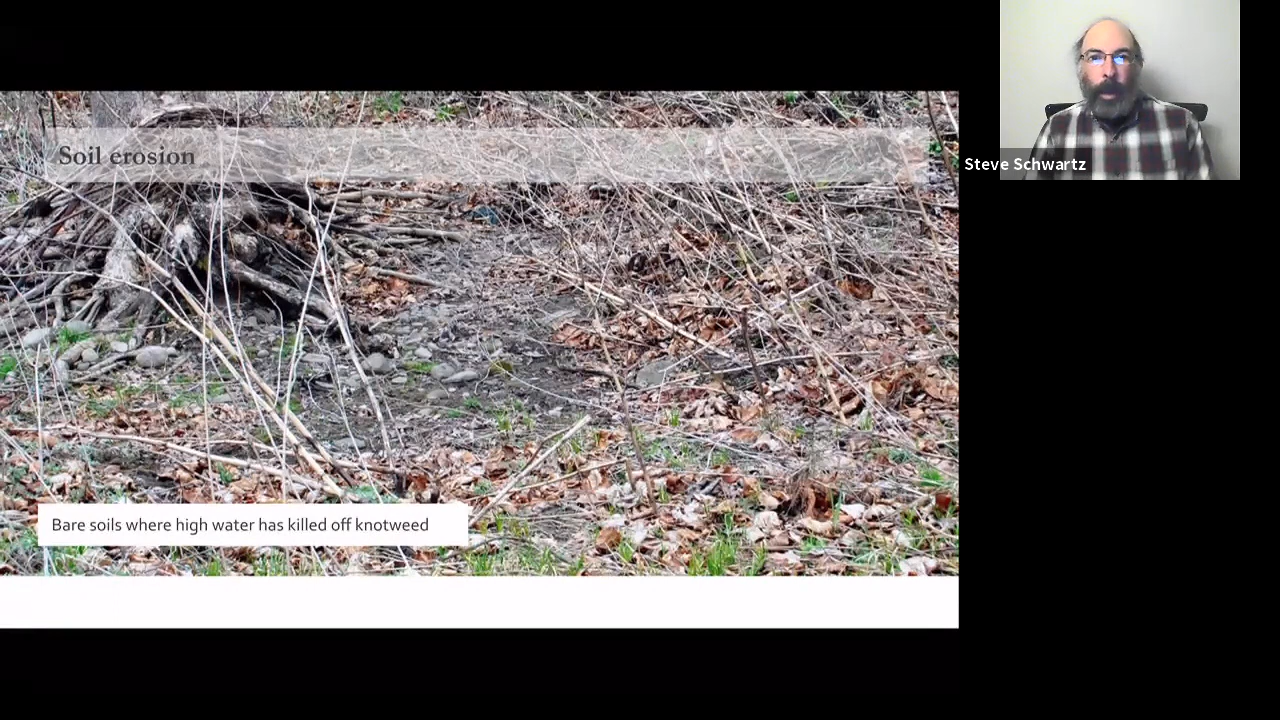 Soil erosion
Steve Schwartz
Bare soils where high water has killed off knotweed